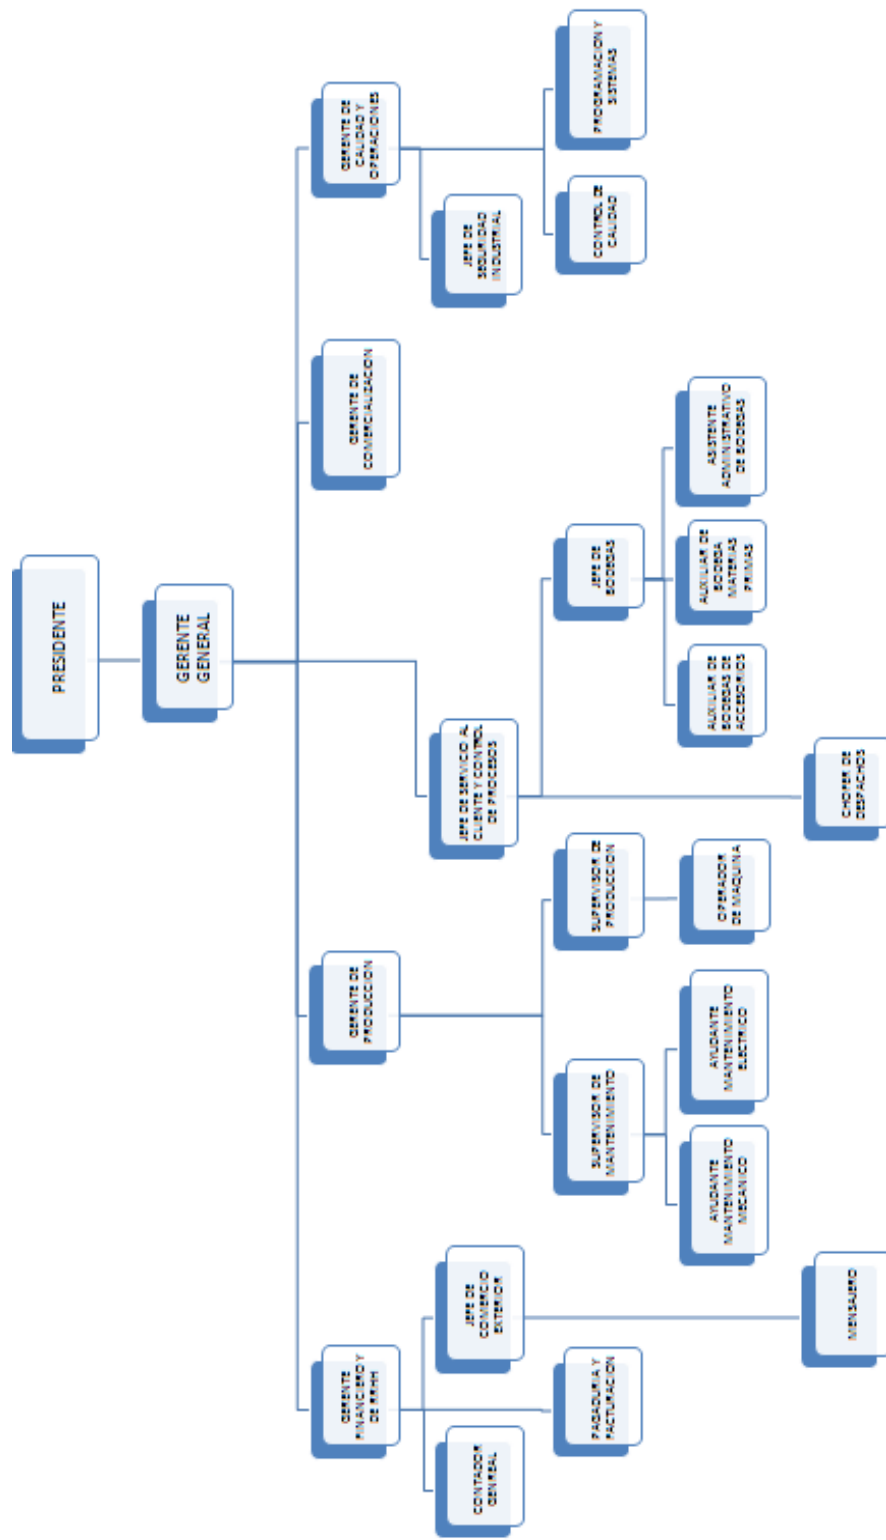 PRESIDENTE
GERENTE
GENERAL
GERENTE
FINANCIERO Y
DE RRHH
GERENTE DE
PRODUCCION
GERENTE DE
COMERCIALIZACION
GERENTE DE
CALIDAD Y
OPERACIONES
CONTADOR
GENREAL
JEFE DE
COMERCIO
EXTERIOR
JEFE DE SERVICIO AL
CLIENTE Y CONTROL
DE PROCESOS
JEFE DE
SEGURIDAD
INDUSTRIAL
PAGADURIA Y
FACTURACION
SUPERVISOR DE
MANTENIMIENTO
SUPERVISOR DE
PRODUCCION
JEFE DE
BODEGAS
CONTROL DE
CALIDAD
PROGRAMACION Y
SISTEMAS
AYUDANTE
MANTENIMIENTO
MECANICO
AYUDANTE
MANTENIMIENTO
ELECTRICO
OPERADOR
DE MAQUINA
AUXILIAR DE
BODEGAS DE
ACCESORIOS
AUXILIAR DE
BODEGA
MATERIAS
PRIMAS
ASISTENTE
ADMINISTRATIVO
DE BODEGAS
MENSAJERO
CHOFER DE
DESPACHOS